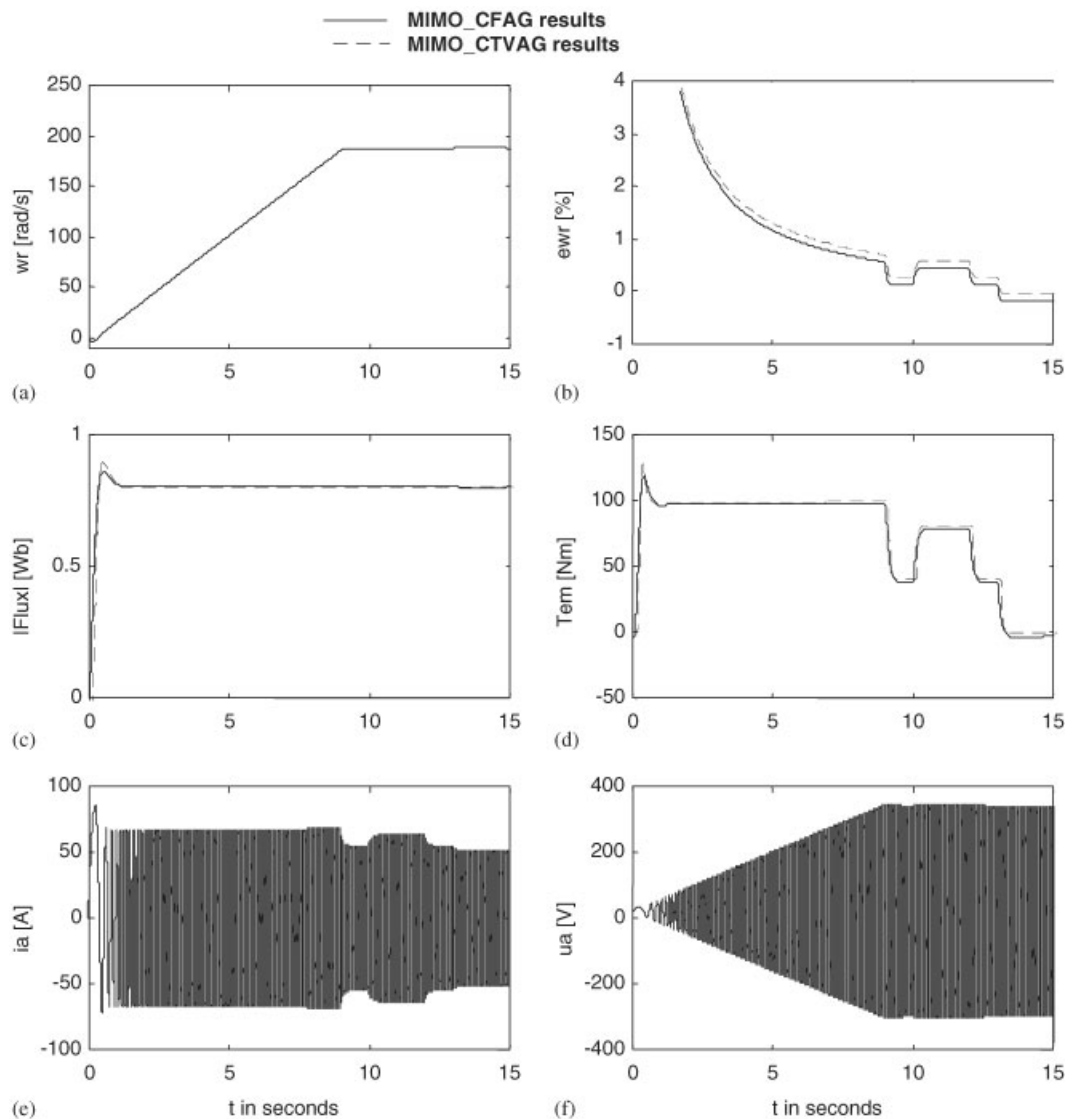 MIMO_CFAG results
MIMO_CTVAG results
250
200
150
100
50
0
wr [rad/s]
0 5 10 15
(a)
4
3
2
1
0
-1
ewr [%]
0 5 10 15
(b)
1
0.5
0
|Flux| [Wb]
0 5 10 15
(c)
150
100
50
0
-50
Tem [Nm]
0 5 10 15
(d)
100
50
0
-50
-100
ia [A]
0 5 10 15
(e)
t in seconds
400
200
0
-200
-400
ua [V]
0 5 10 15
(f)
t in seconds